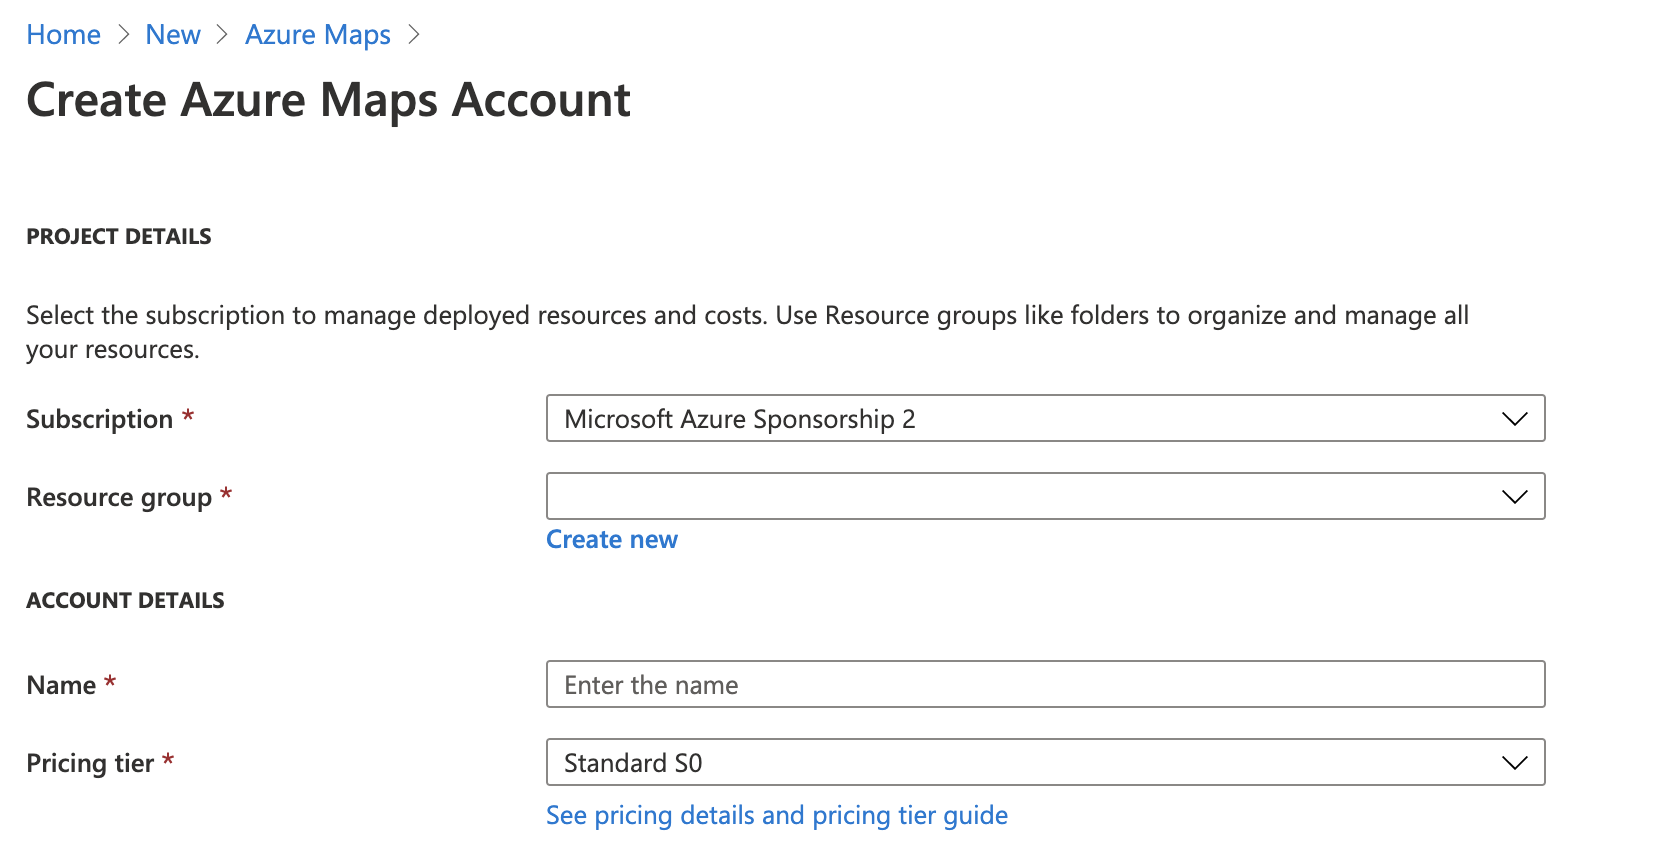 Home > New > Azure Maps >
Create Azure Maps Account
PROJECT DETAILS
Select the subscription to manage deployed resources and costs. Use Resource groups like folders to organize and manage all
your resources.
Subscription * Microsoft Azure Sponsorship 2
Resource group *
Create new
ACCOUNT DETAILS
Name * Enter the name
Pricing tier * Standard S0
See pricing details and pricing tier guide